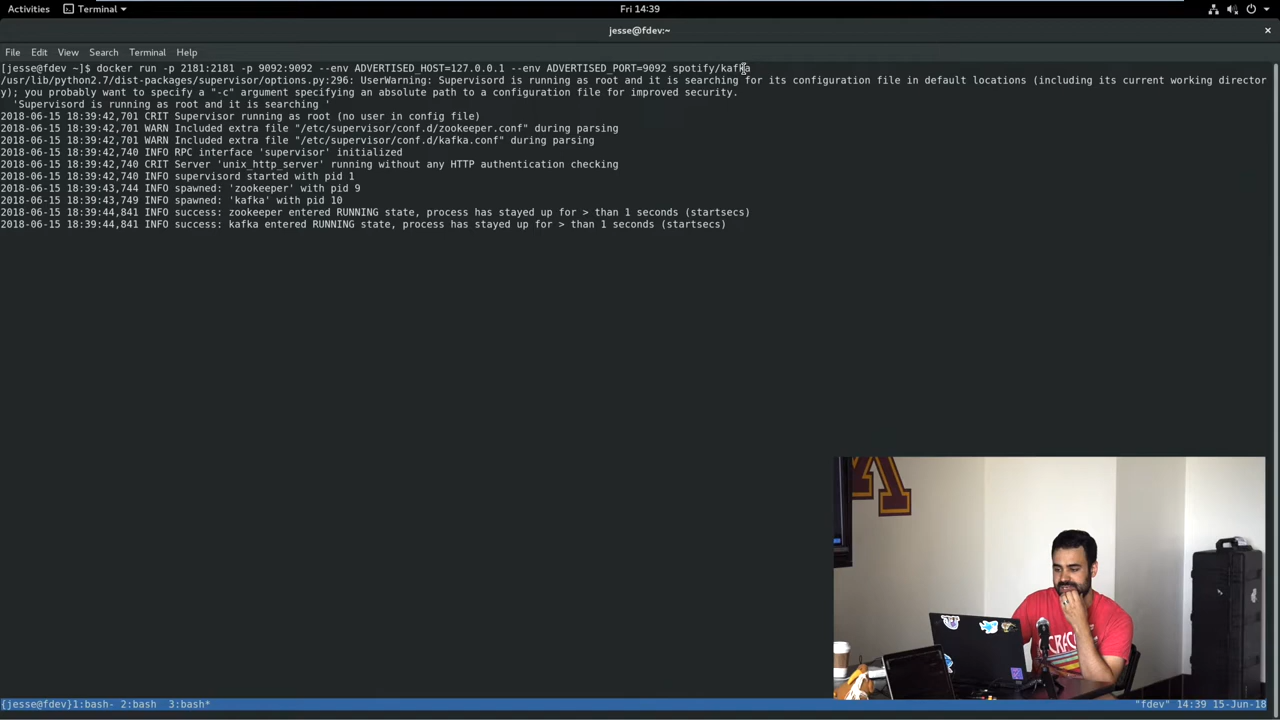 Activities Terminal Fri 14:39
jesse@fdev:~
File Edit View Search Terminal Help
[jesse@fdev ~]$ docker run -p 2181:2181 -p 9092:9092 --env ADVERTISED_HOST=127.0.0.1 --env ADVERTISED_PORT=9092 spotify/kafka
/usr/lib/python2.7/dist-packages/supervisor/options.py:296: UserWarning: Supervisord is running as root and it is searching for its configuration file in default locations (including its current working director
y); you probably want to specify a "-c" argument specifying an absolute path to a configuration file for improved security.
'Supervisord is running as root and it is searching '
2018-06-15 18:39:42,701 CRIT Supervisor running as root (no user in config file)
2018-06-15 18:39:42,701 WARN Included extra file "/etc/supervisor/conf.d/zookeeper.conf" during parsing
2018-06-15 18:39:42,701 WARN Included extra file "/etc/supervisor/conf.d/kafka.conf" during parsing
2018-06-15 18:39:42,740 INFO RPC interface 'supervisor' initialized
2018-06-15 18:39:42,740 CRIT Server 'unix_http_server' running without any HTTP authentication checking
2018-06-15 18:39:42,740 INFO supervisord started with pid 1
2018-06-15 18:39:43,744 INFO spawned: 'zookeeper' with pid 9
2018-06-15 18:39:43,749 INFO spawned: 'kafka' with pid 10
2018-06-15 18:39:44,841 INFO success: zookeeper entered RUNNING state, process has stayed up for > than 1 seconds (startsecs)
2018-06-15 18:39:44,841 INFO success: kafka entered RUNNING state, process has stayed up for > than 1 seconds (startsecs)
{jesse@fdev}1:bash- 2:bash 3:bash* "fdev" 14:39 15-Jun-18